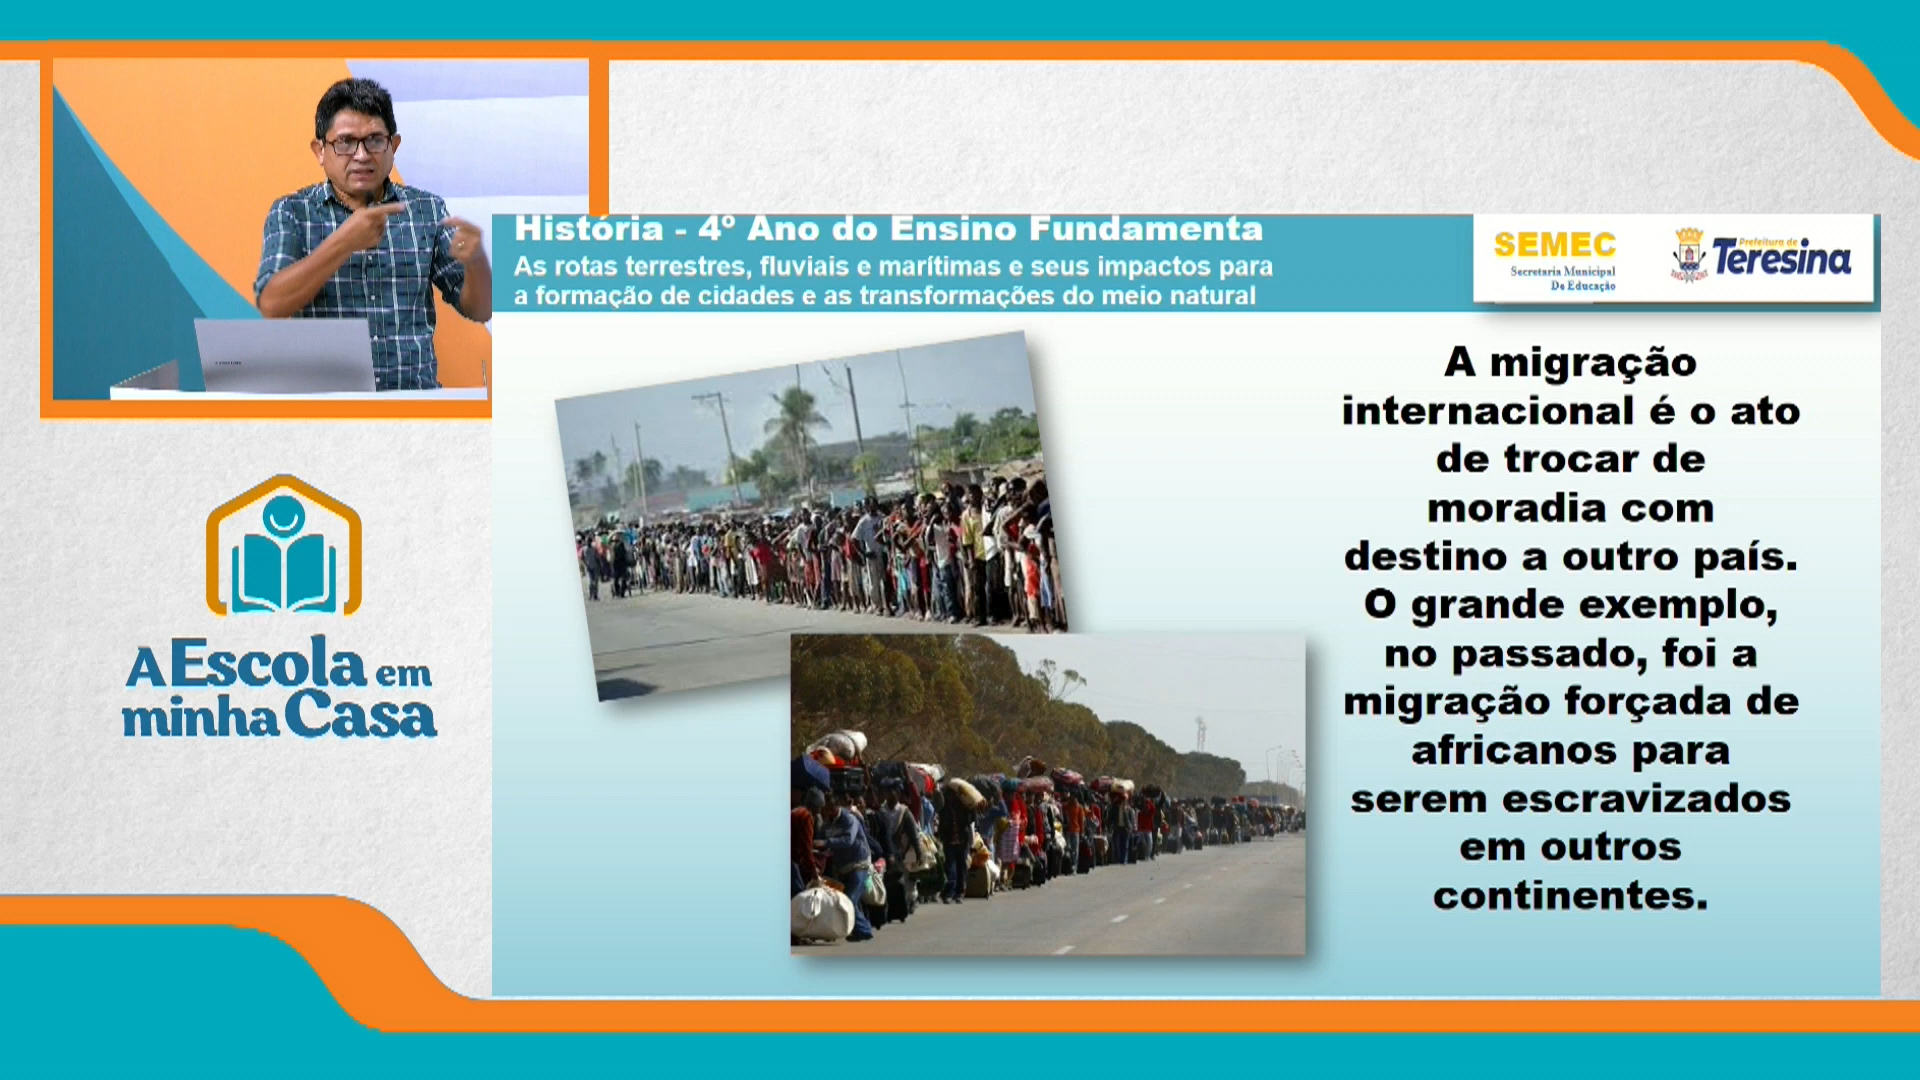 História - 4º Ano do Ensino Fundamenta
As rotas terrestres, fluviais e marítimas e seus impactos para
a formação de cidades e as transformações do meio natural
SEMEC
Secretaria Municipal
De Educação
Prefeitura de
Teresina
A migração
internacional é o ato
de trocar de
moradia com
destino a outro país.
O grande exemplo,
no passado, foi a
migração forçada de
africanos para
serem escravizados
em outros
continentes.
A Escola em
minha Casa